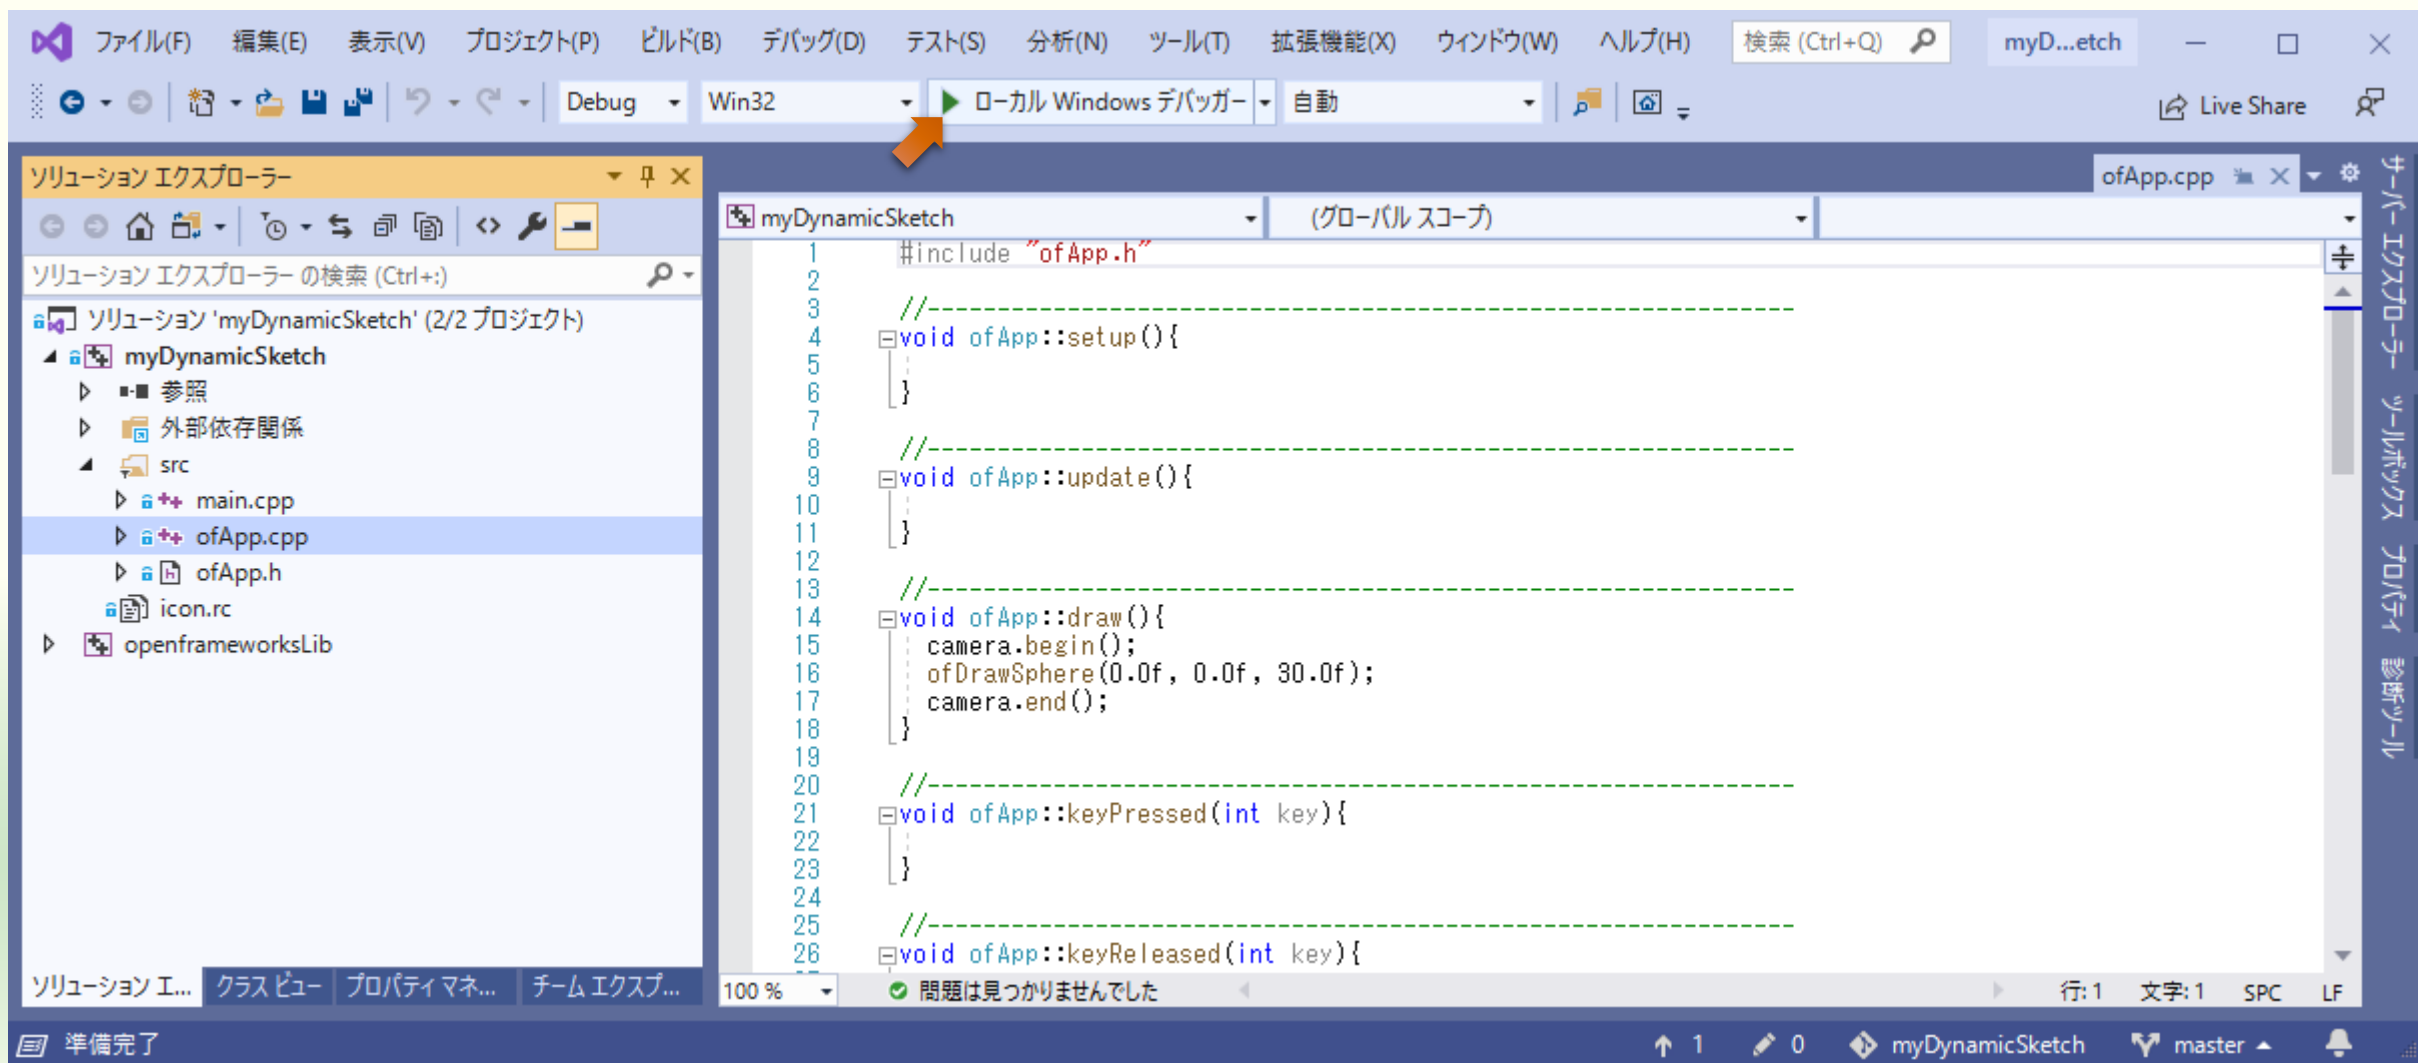 ファイル(F) 編集(E) 表示(V) プロジェクト(P) ビルド(B) デバッグ(D) テスト(S) 分析(N) ツール(T) 拡張機能(X) ウィンドウ(W) ヘルプ(H) 検索 (Ctrl+Q) myD...etch
Debug Win32 ローカル Windows デバッガー 自動 Live Share
ソリューション エクスプローラー
ソリューション エクスプローラー の検索 (Ctrl+:)
ソリューション 'myDynamicSketch' (2/2 プロジェクト)
myDynamicSketch
参照
外部依存関係
src
main.cpp
ofApp.cpp
ofApp.h
icon.rc
openframeworksLib
ソリューション エ... クラス ビュー プロパティ マネ... チーム エクスプ...
ofApp.cpp
myDynamicSketch (グローバル スコープ)
1 #include "ofApp.h"
2
3 //--------------------------------------------------------------
4 void ofApp::setup(){
5
6 }
7
8 //--------------------------------------------------------------
9 void ofApp::update(){
10
11 }
12
13 //--------------------------------------------------------------
14 void ofApp::draw(){
15 camera.begin();
16 ofDrawSphere(0.0f, 0.0f, 30.0f);
17 camera.end();
18 }
19
20 //--------------------------------------------------------------
21 void ofApp::keyPressed(int key){
22
23 }
24
25 //--------------------------------------------------------------
26 void ofApp::keyReleased(int key){
100 % 問題は見つかりませんでした 行: 1 文字: 1 SPC LF
サーバー エクスプローラー
ツールボックス
プロパティ
診断ツール
準備完了 1 0 myDynamicSketch master